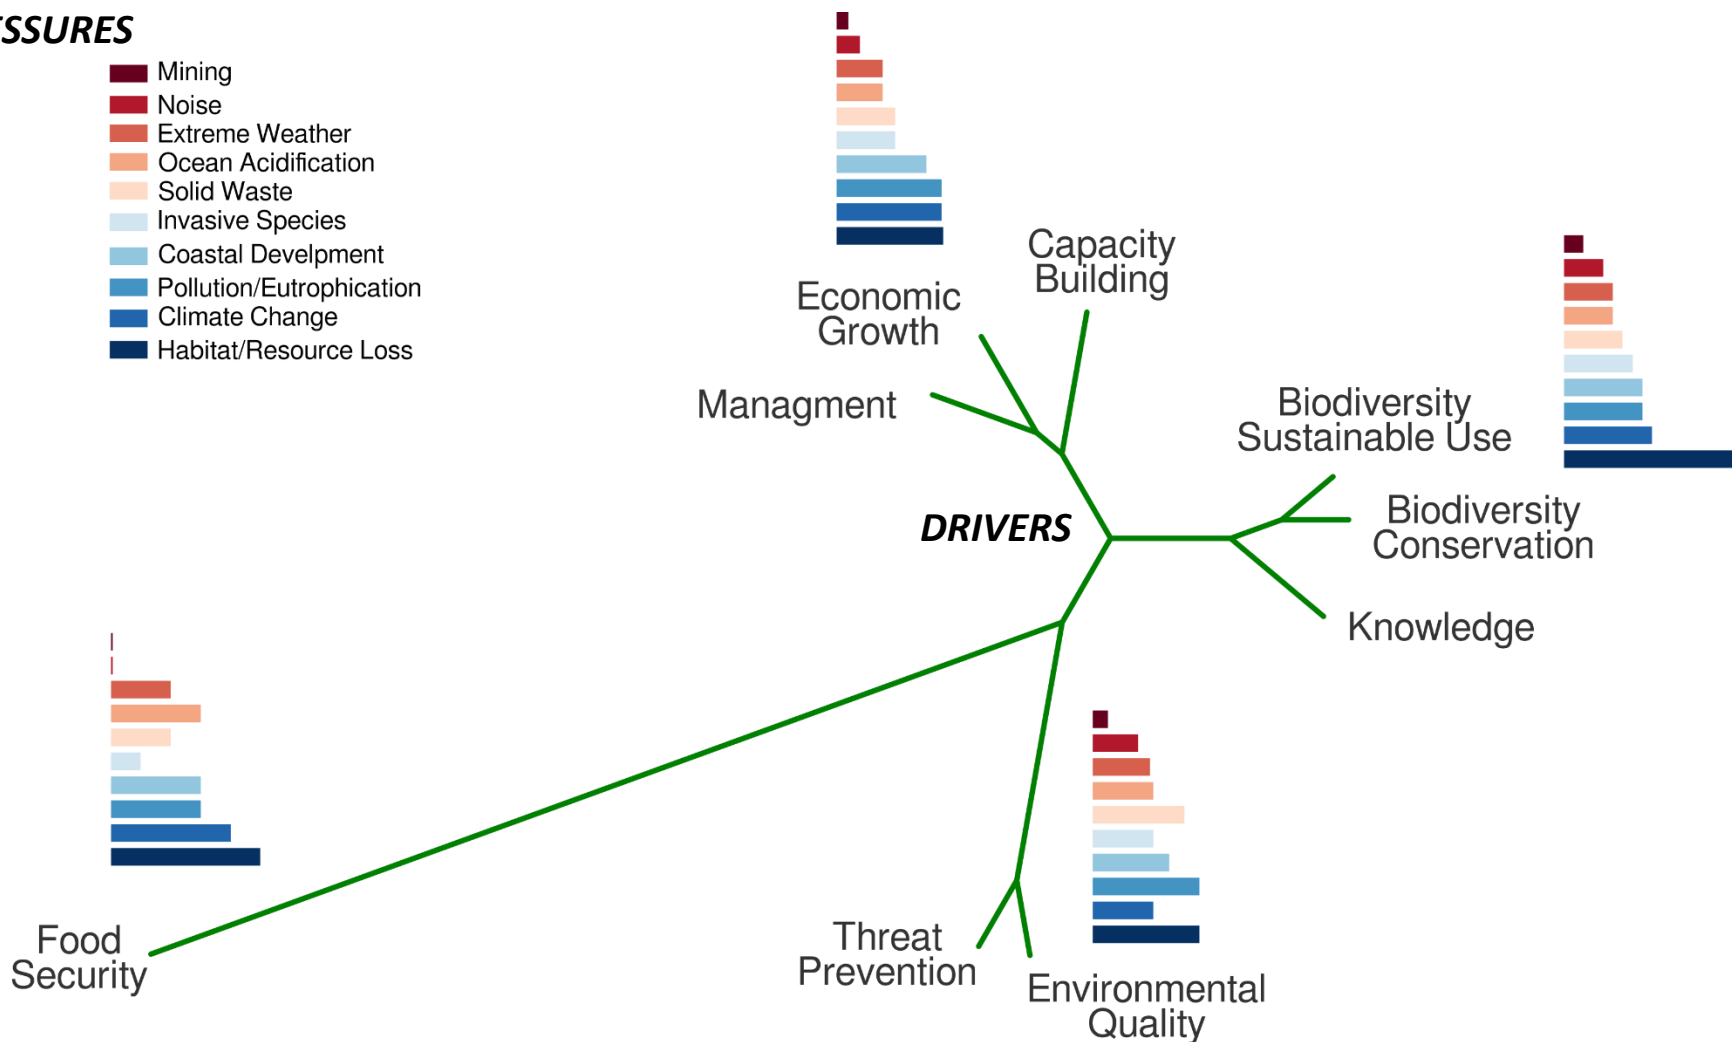 SSURES
Mining
Noise
Extreme Weather
Ocean Acidification
Solid Waste
Invasive Species
Coastal Develpment
Pollution/Eutrophication
Climate Change
Habitat/Resource Loss
Capacity
Building
Economic
Growth
Managment
Biodiversity
Sustainable Use
DRIVERS
Biodiversity
Conservation
Knowledge
Food
Security
Threat
Prevention
Environmental
Quality